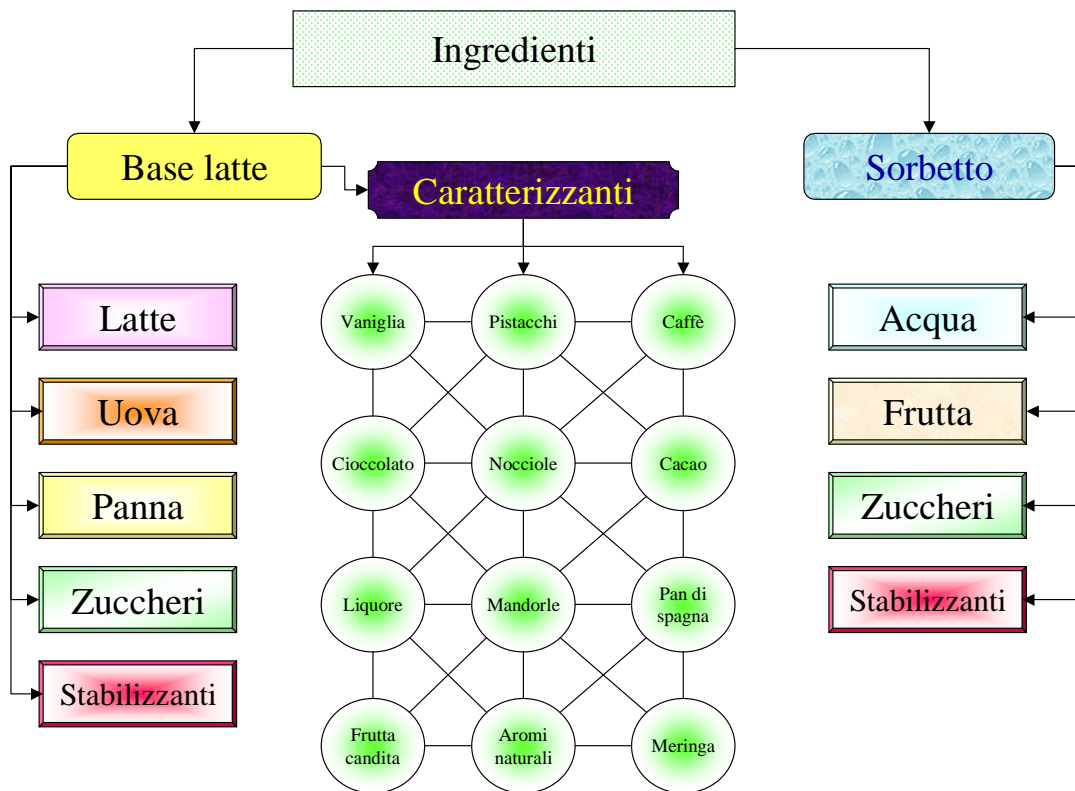 Ingredienti
Base latte
Caratterizzanti
Sorbetto
Latte
Uova
Panna
Zuccheri
Stabilizzanti
Vaniglia
Pistacchi
Caffè
Cioccolato
Nocciole
Cacao
Liquore
Mandorle
Pan di
spagna
Frutta
candita
Aromi
naturali
Meringa
Acqua
Frutta
Zuccheri
Stabilizzanti